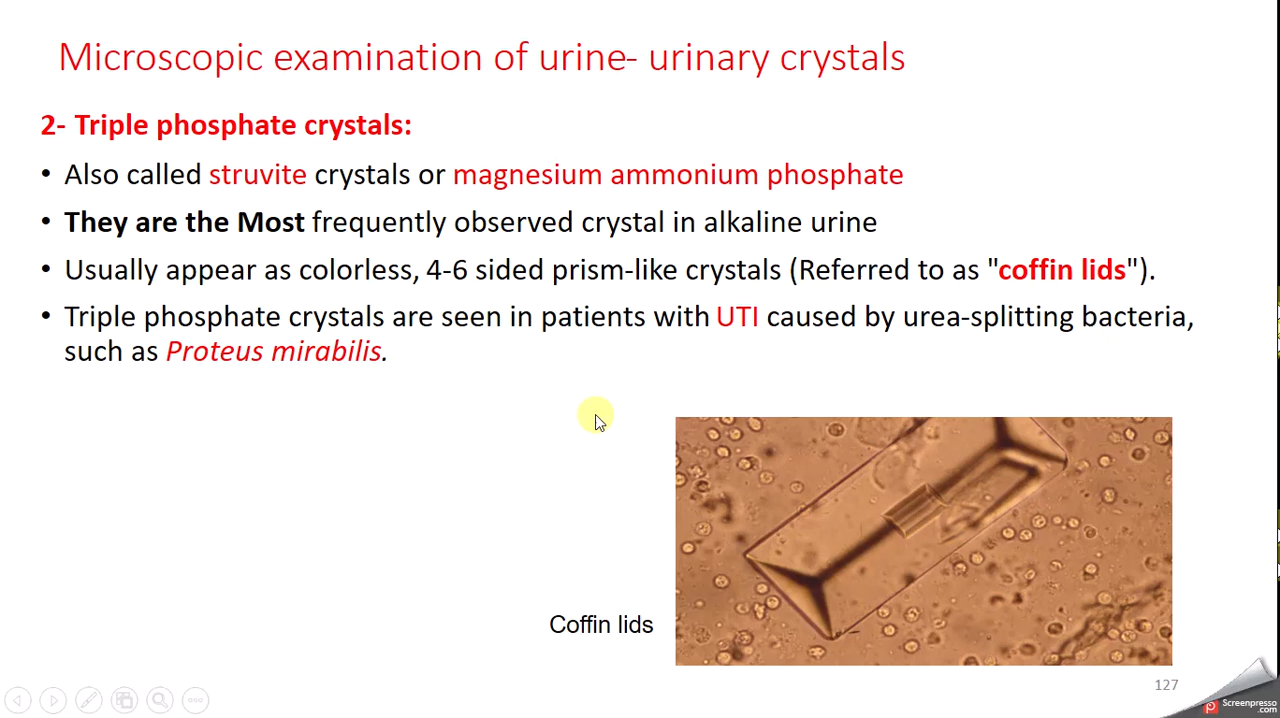 Microscopic examination of urine- urinary crystals
2- Triple phosphate crystals:
• Also called struvite crystals or magnesium ammonium phosphate
• They are the Most frequently observed crystal in alkaline urine
• Usually appear as colorless, 4-6 sided prism-like crystals (Referred to as "coffin lids").
• Triple phosphate crystals are seen in patients with UTI caused by urea-splitting bacteria,
such as Proteus mirabilis.
Coffin lids
127
Screenpresso
.com